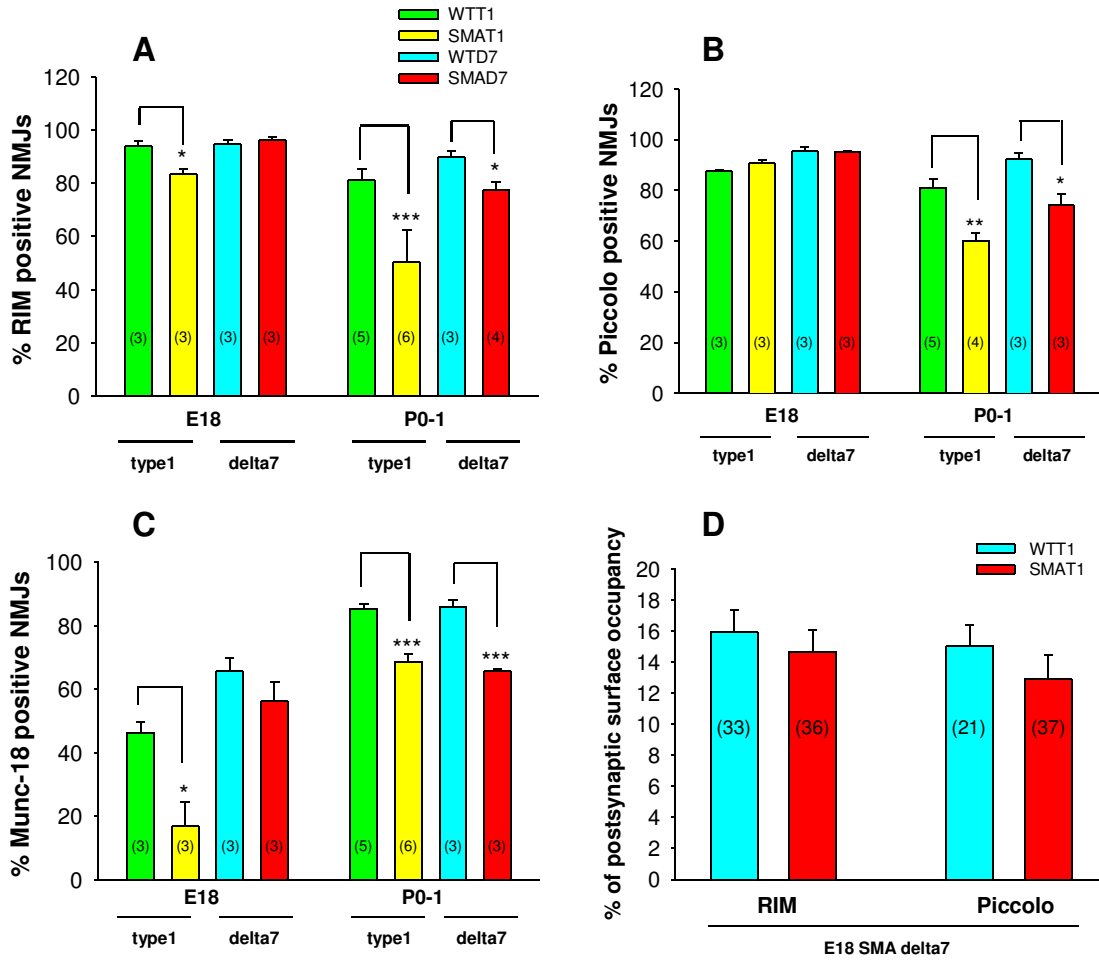 WTT1
SMAT1
WTD7
SMAD7
A
% RIM positive NMJs
120
100
80
60
40
20
0
* *** *
(3) (3) (3) (3) (5) (6) (3) (4)
E18 P0-1
type1 delta7 type1 delta7
B
% Piccolo positive NMJs
120
100
80
60
40
20
0
** *
(3) (3) (3) (3) (5) (4) (3) (3)
E18 P0-1
type1 delta7 type1 delta7
C
% Munc-18 positive NMJs
100
80
60
40
20
0
* *** ***
(3) (3) (3) (3) (5) (6) (3) (3)
E18 P0-1
type1 delta7 type1 delta7
D
WTT1
SMAT1
% of postsynaptic surface occupancy
20
18
16
14
12
10
8
6
4
2
0
(33) (36) (21) (37)
RIM Piccolo
E18 SMA delta7